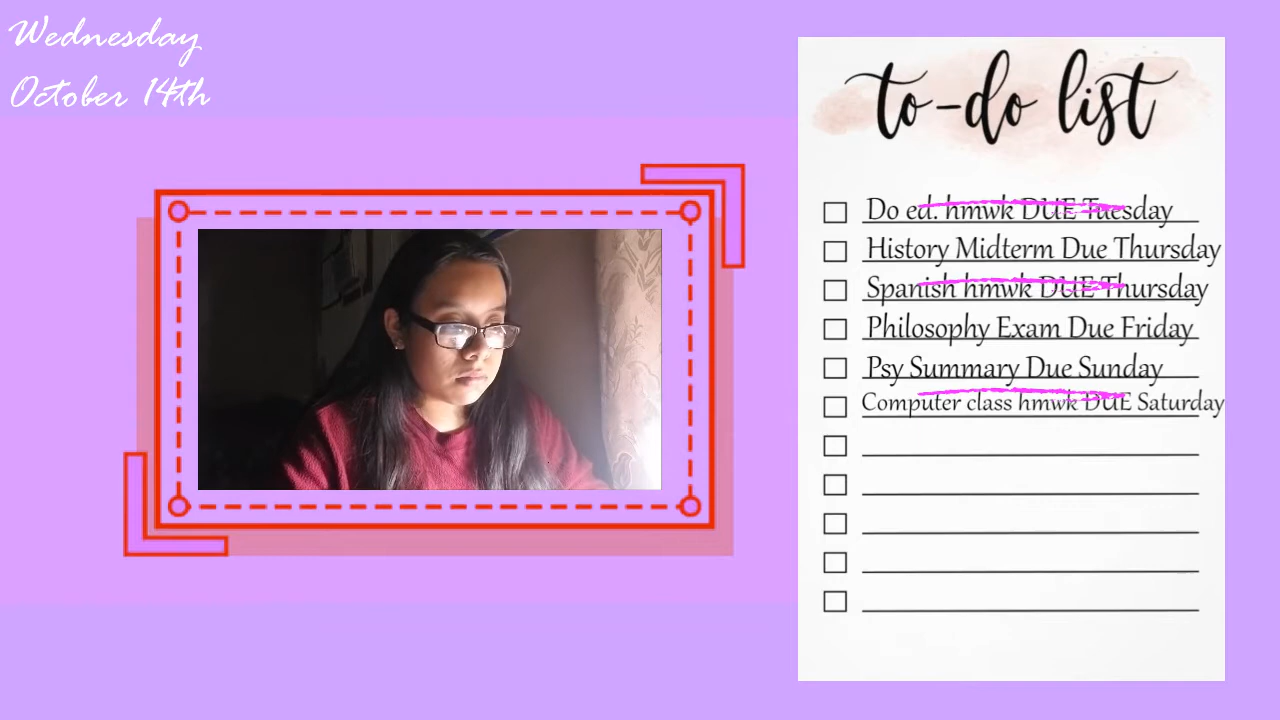 Wednesday
October 14th
to-do list
Do ed. hmwk DUE Tuesday
History Midterm Due Thursday
Spanish hmwk DUE Thursday
Philosophy Exam Due Friday
Psy Summary Due Sunday
Computer class hmwk DUE Saturday